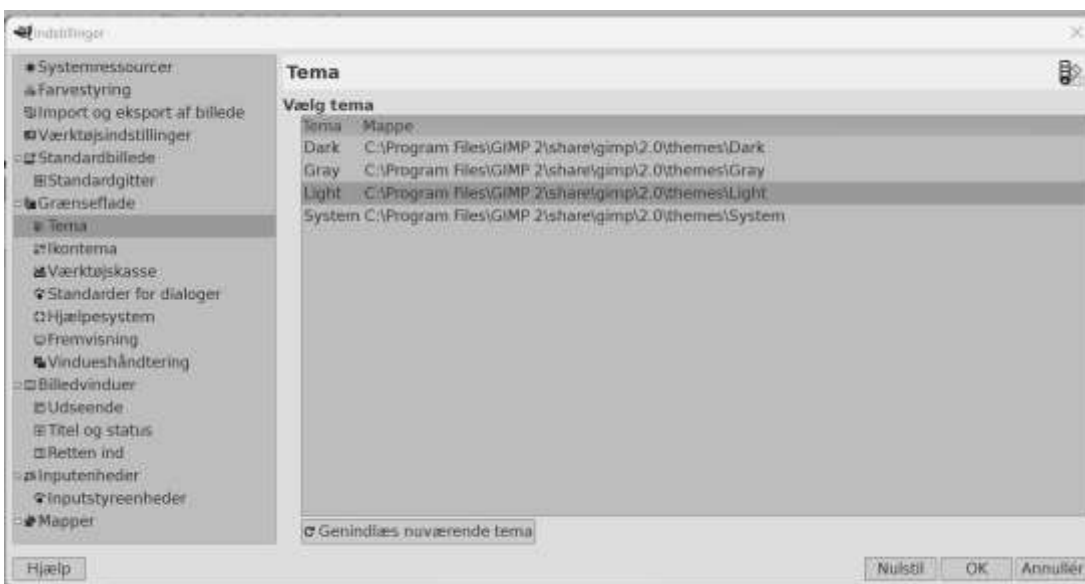 Indstillinger
Systemressourcer
Farvestyring
Import og eksport af billede
Værktøjsindstillinger
Standardbillede
Standardgitter
Grænseflade
Tema
Ikontema
Værktøjskasse
Standarder for dialoger
Hjælpesystem
Fremvisning
Vindueshåndtering
Billedvinduer
Udseende
Titel og status
Retten ind
Inputenheder
Inputstyreenheder
Mapper
Tema
Vælg tema
Tema Mappe
Dark C:\Program Files\GIMP 2\share\gimp\2.0\themes\Dark
Gray C:\Program Files\GIMP 2\share\gimp\2.0\themes\Gray
Light C:\Program Files\GIMP 2\share\gimp\2.0\themes\Light
System C:\Program Files\GIMP 2\share\gimp\2.0\themes\System
Genindlæs nuværende tema
Hjælp Nulstil OK Annullér